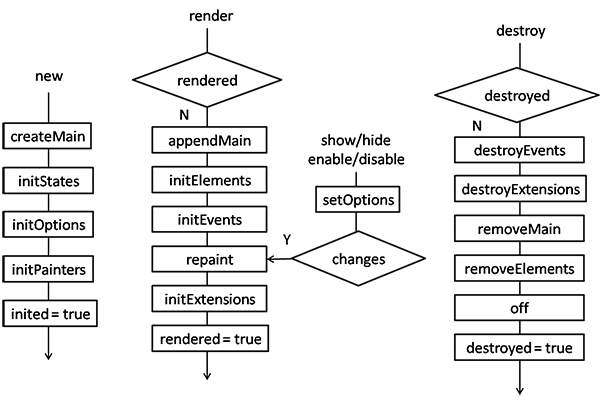 new
createMain
initStates
initOptions
initPainters
inited = true
render
rendered
N
appendMain
initElements
initEvents
repaint
initExtensions
rendered = true
show/hide
enable/disable
setOptions
Y
changes
destroy
destroyed
N
destroyEvents
destroyExtensions
removeMain
removeElements
off
destroyed = true